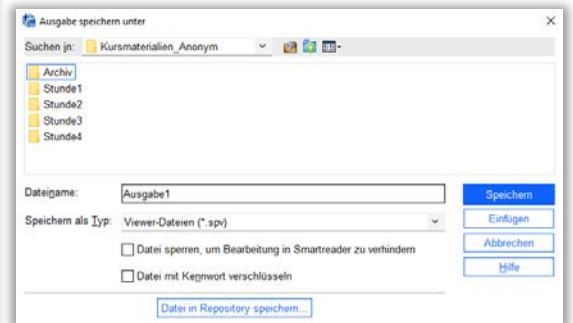 Ausgabe speichern unter
Suchen in: Kursmaterialien_Anonym
Archiv
Stunde1
Stunde2
Stunde3
Stunde4
Dateiname: Ausgabe1 Speichern
Speichern als Typ: Viewer-Dateien (*.spv) Einfügen
Datei sperren, um Bearbeitung in Smartreader zu verhindern Abbrechen
Datei mit Kennwort verschlüsseln Hilfe
Datei in Repository speichern...